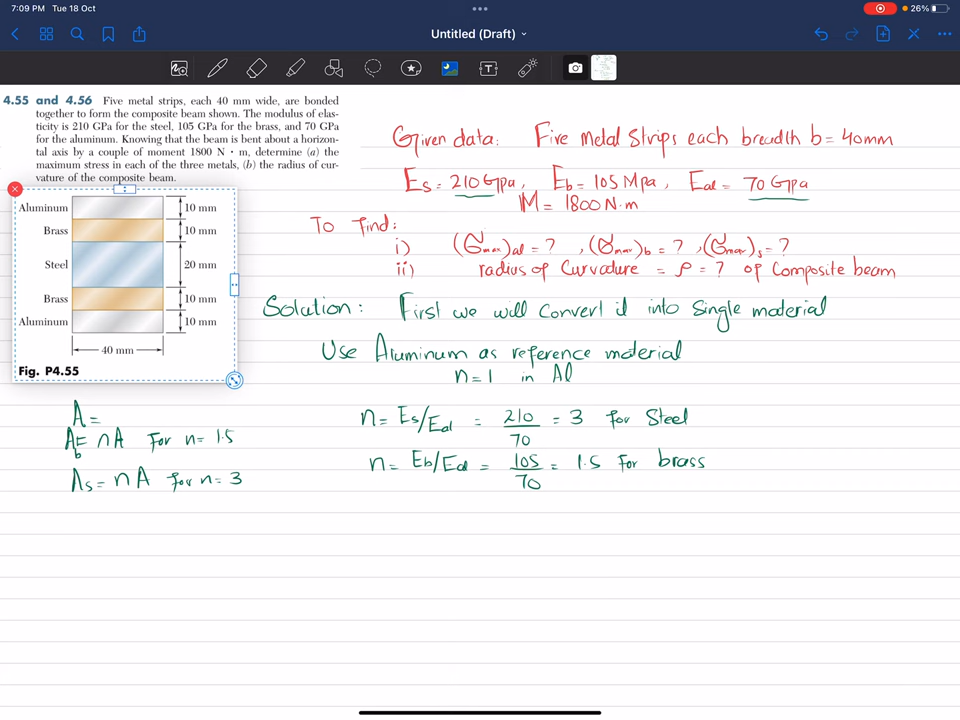 7:09 PM Tue 18 Oct
26%
Untitled (Draft)
4.55 and 4.56 Five metal strips, each 40 mm wide, are bonded
together to form the composite beam shown. The modulus of elas-
ticity is 210 GPa for the steel, 105 GPa for the brass, and 70 GPa
for the aluminum. Knowing that the beam is bent about a horizon-
tal axis by a couple of moment 1800 N · m, determine (a) the
maximum stress in each of the three metals, (b) the radius of cur-
vature of the composite beam.
Aluminum 10 mm
Brass 10 mm
Steel 20 mm
Brass 10 mm
Aluminum 10 mm
40 mm
Fig. P4.55
Given data: Five Metal Strips each breadth b = 40mm
Es = 210 Gpa, Eb = 105 Mpa, Eal = 70 Gpa
M = 1800 N.m
To find:
i) (σmax)al = ? , (σmax)b = ? , (σmax)s = ?
ii) radius of Curvadure = ρ = ? of Composite beam
Solution: First we will Convert it into Single material
Use Aluminum as reference material
n=1 in Al
n = Es/Eal = 210/70 = 3 for Steel
n = Eb/Eal = 105/70 = 1.5 for brass
A =
Ab = nA for n = 1.5
As = nA for n = 3